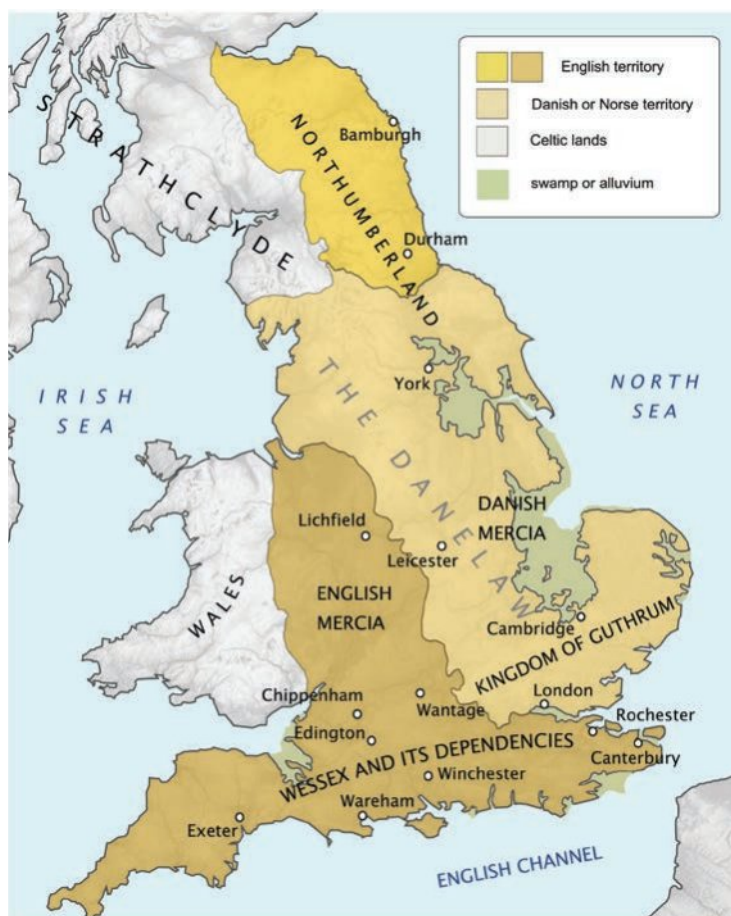 English territory
Danish or Norse territory
Celtic lands
swamp or alluvium
STRATHCLYDE
NORTHUMBERLAND
Bamburgh
Durham
York
IRISH
SEA
NORTH
SEA
THE DANELAW
DANISH
MERCIA
Lichfield
Leicester
ENGLISH
MERCIA
WALES
Cambridge
KINGDOM OF GUTHRUM
Chippenham
Wantage
London
Edington
Rochester
WESSEX AND ITS DEPENDENCIES
Canterbury
Winchester
Wareham
Exeter
ENGLISH CHANNEL